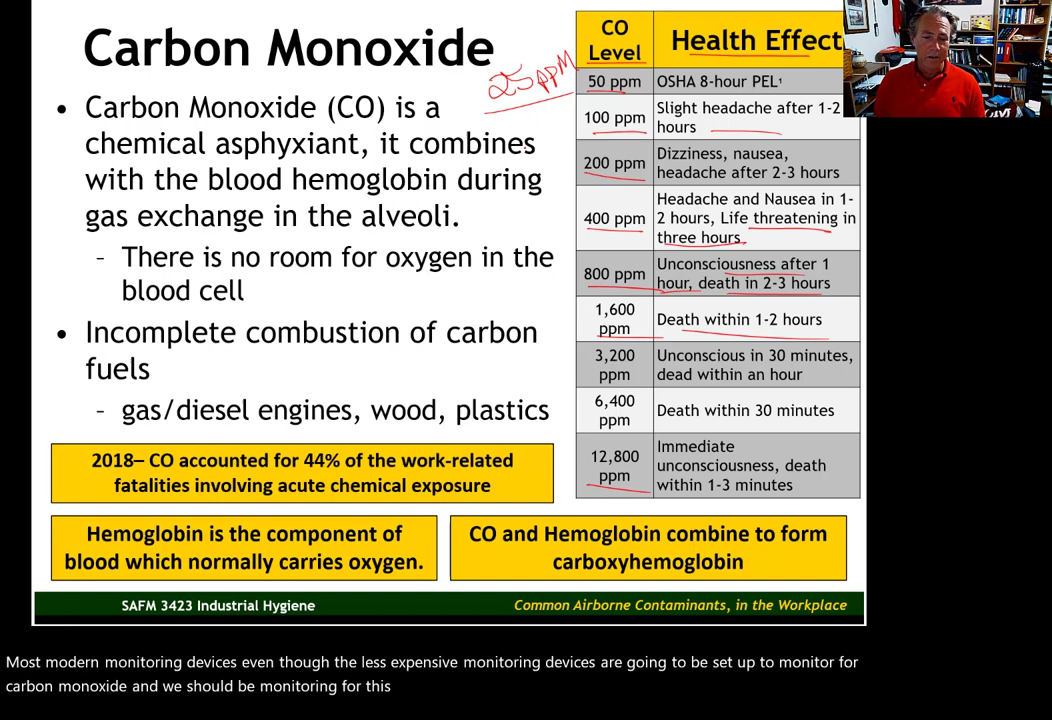 Carbon Monoxide
25 ppm
• Carbon Monoxide (CO) is a
chemical asphyxiant, it combines
with the blood hemoglobin during
gas exchange in the alveoli.
- There is no room for oxygen in the
blood cell
• Incomplete combustion of carbon
fuels
- gas/diesel engines, wood, plastics
2018– CO accounted for 44% of the work-related
fatalities involving acute chemical exposure
Hemoglobin is the component of
blood which normally carries oxygen.
CO and Hemoglobin combine to form
carboxyhemoglobin
CO
Level
Health Effect
50 ppm
OSHA 8-hour PEL¹
100 ppm
Slight headache after 1-2
hours
200 ppm
Dizziness, nausea,
headache after 2-3 hours
400 ppm
Headache and Nausea in 1-
2 hours, Life threatening in
three hours.
800 ppm
Unconsciousness after 1
hour, death in 2-3 hours
1,600
ppm
Death within 1-2 hours
3,200
ppm
Unconscious in 30 minutes,
dead within an hour
6,400
ppm
Death within 30 minutes
12,800
ppm
Immediate
unconsciousness, death
within 1-3 minutes
SAFM 3423 Industrial Hygiene
Common Airborne Contaminants, in the Workplace
Most modern monitoring devices even though the less expensive monitoring devices are going to be set up to monitor for
carbon monoxide and we should be monitoring for this